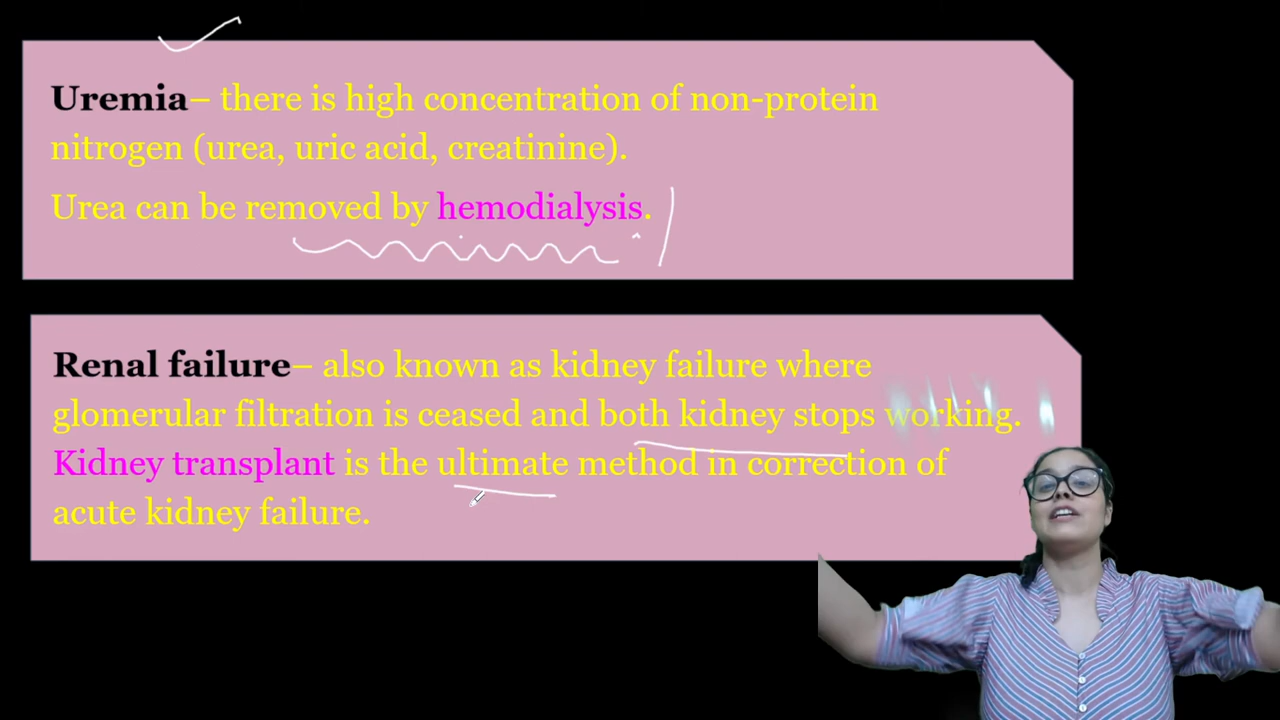 Uremia– there is high concentration of non-protein
nitrogen (urea, uric acid, creatinine).
Urea can be removed by hemodialysis.
Renal failure– also known as kidney failure where
glomerular filtration is ceased and both kidney stops working.
Kidney transplant is the ultimate method in correction of
acute kidney failure.